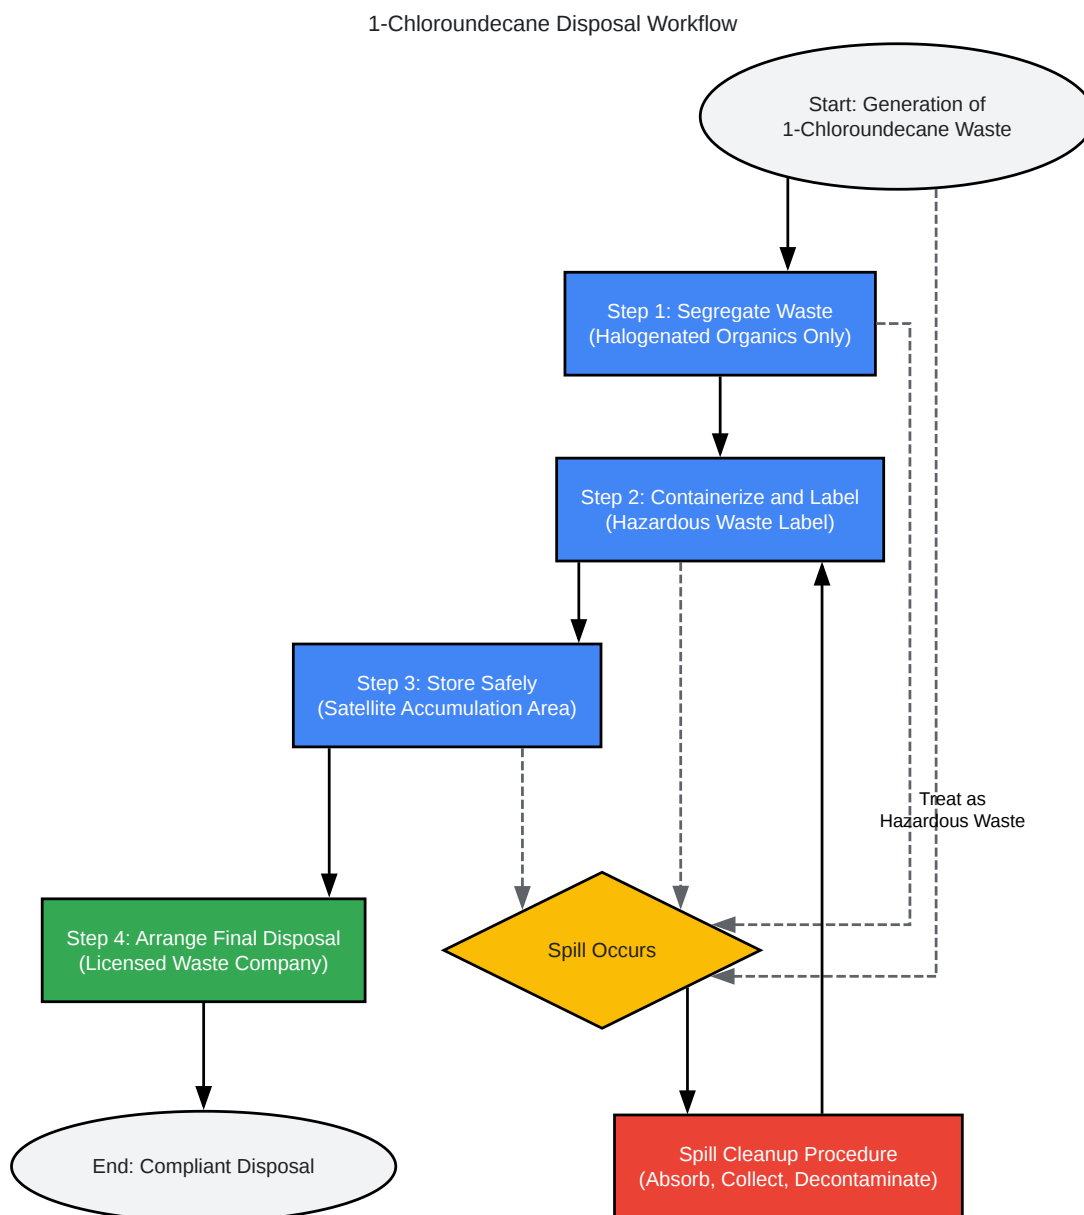 1-Chloroundecane Disposal Workflow
Start: Generation of
1-Chloroundecane Waste
Step 1: Segregate Waste
(Halogenated Organics Only)
Step 2: Containerize and Label
(Hazardous Waste Label)
Step 3: Store Safely
(Satellite Accumulation Area)
Treat as
Hazardous Waste
Step 4: Arrange Final Disposal
(Licensed Waste Company)
Spill Occurs
End: Compliant Disposal
Spill Cleanup Procedure
(Absorb, Collect, Decontaminate)